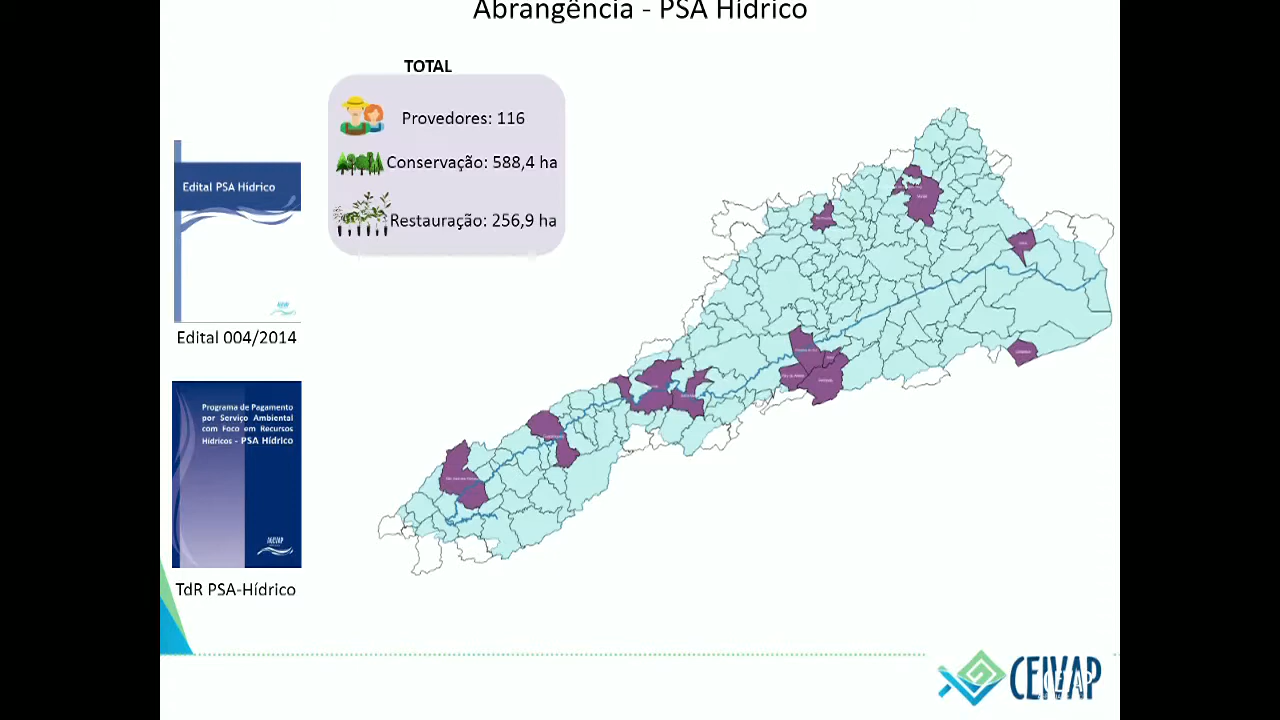 Abrangência - PSA Hídrico
TOTAL
Provedores: 116
Conservação: 588,4 ha
Restauração: 256,9 ha
Edital PSA Hídrico
Edital 004/2014
Programa de Pagamento
por Serviço Ambiental
com Foco em Recursos
Hídricos - PSA Hídrico
AGEVAP
TdR PSA-Hídrico
CEIVAP